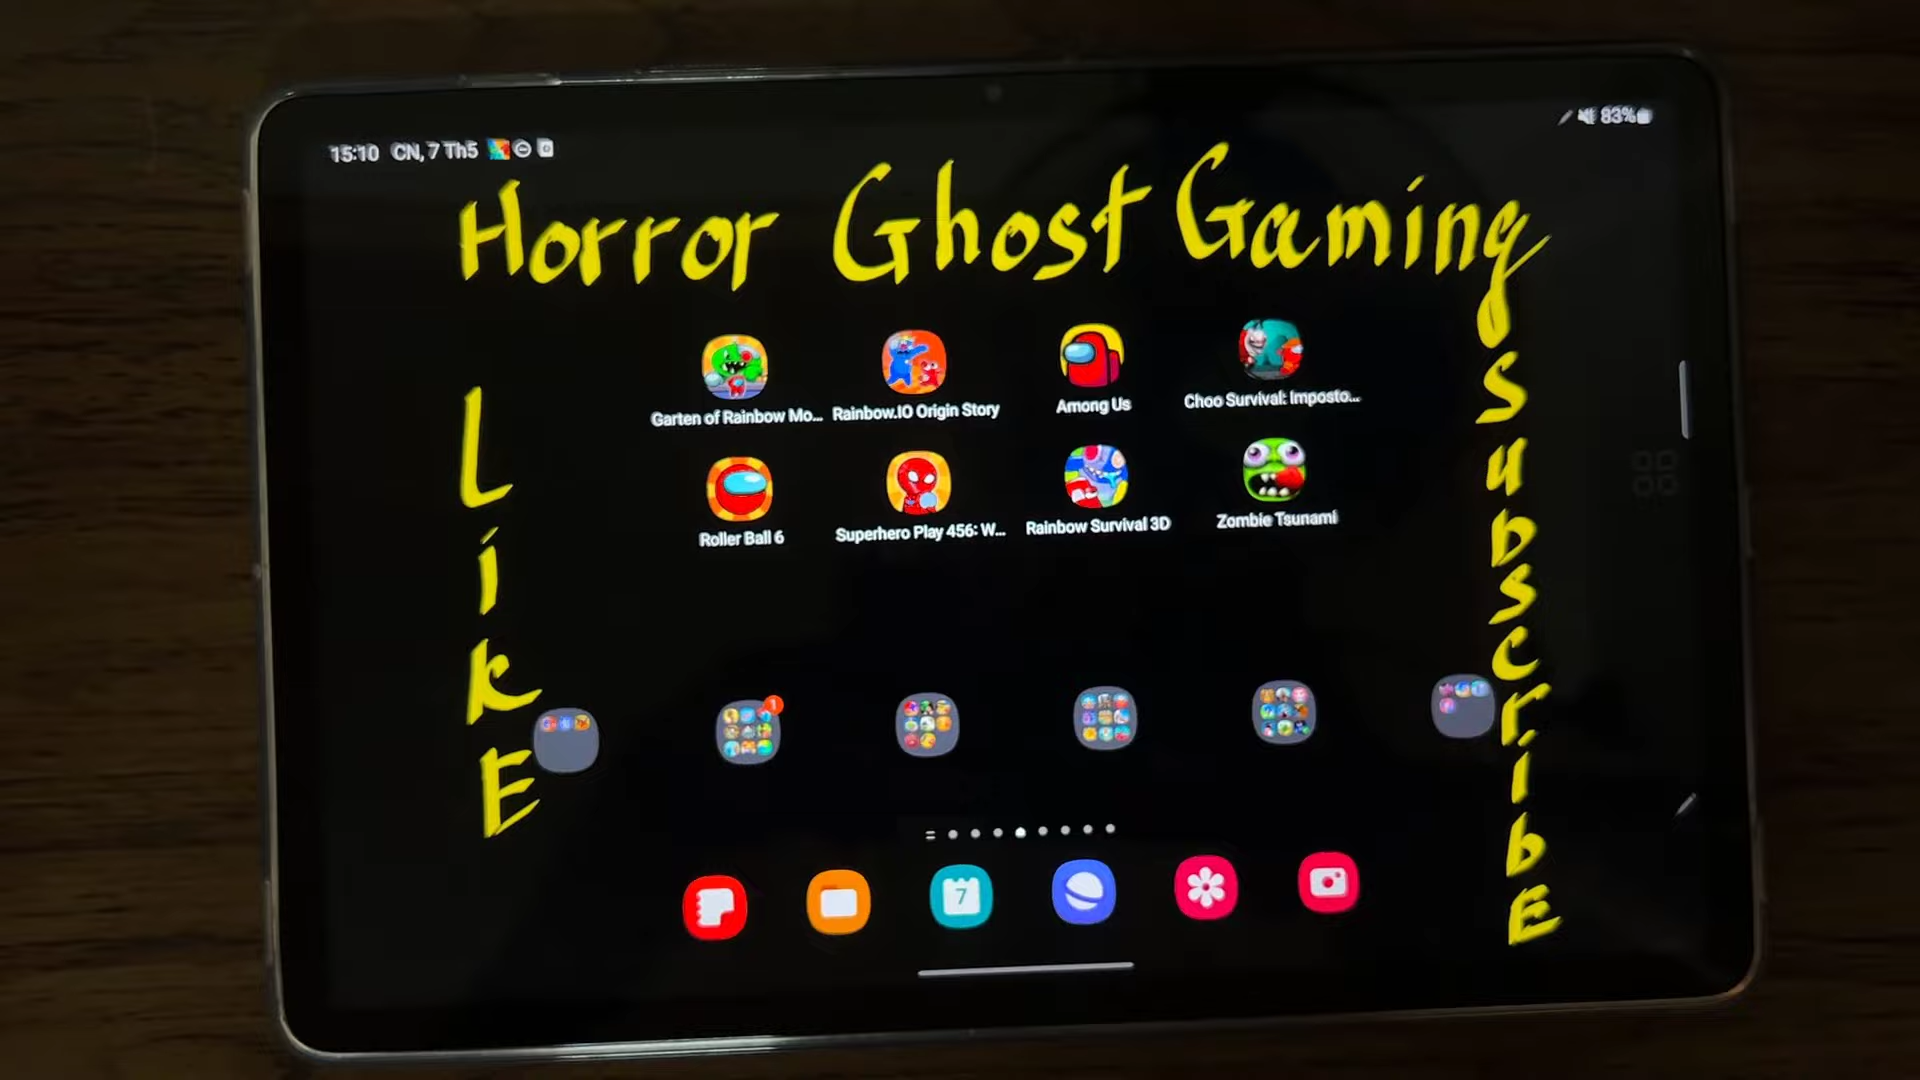 15:10 CN, 7 Th5
83%
Horror Ghost Gaming
Garten of Rainbow Mo...
Rainbow.IO Origin Story
Among Us
Choo Survival: Imposto...
Roller Ball 6
Superhero Play 456: W...
Rainbow Survival 3D
Zombie Tsunami
LikE
SubscribE
1
7